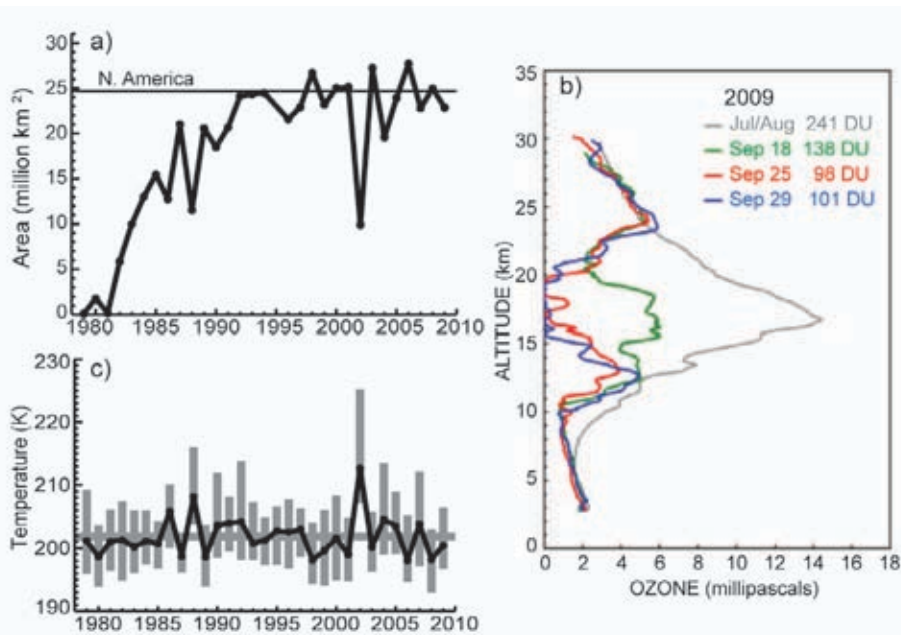 a)
N. America
Area (million km ²)
30
25
20
15
10
5
0
1980 1985 1990 1995 2000 2005 2010
c)
Temperature (K)
230
220
210
200
190
1980 1985 1990 1995 2000 2005 2010
b)
2009
Jul/Aug 241 DU
Sep 18 138 DU
Sep 25 98 DU
Sep 29 101 DU
ALTITUDE (km)
35
30
25
20
15
10
5
0
0 2 4 6 8 10 12 14 16 18
OZONE (millipascals)